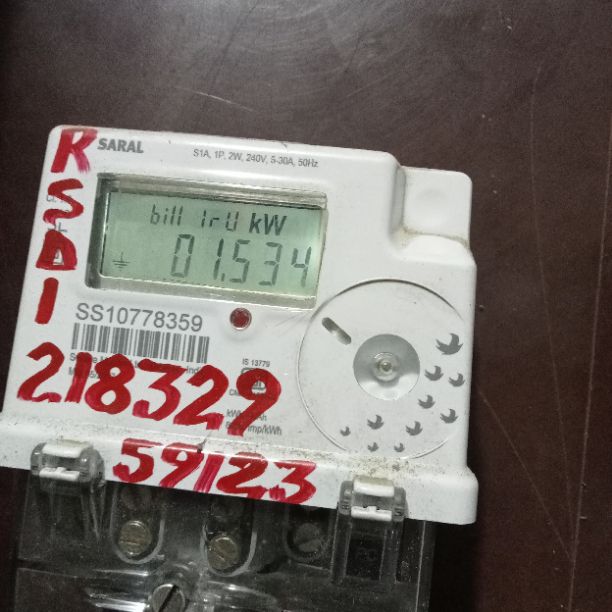 SARAL
S1A, 1P, 2W, 240V, 5-30A, 50Hz
KSDI
bill 1rU kW
01.534
SS10778359
IS 13779
218329
59123